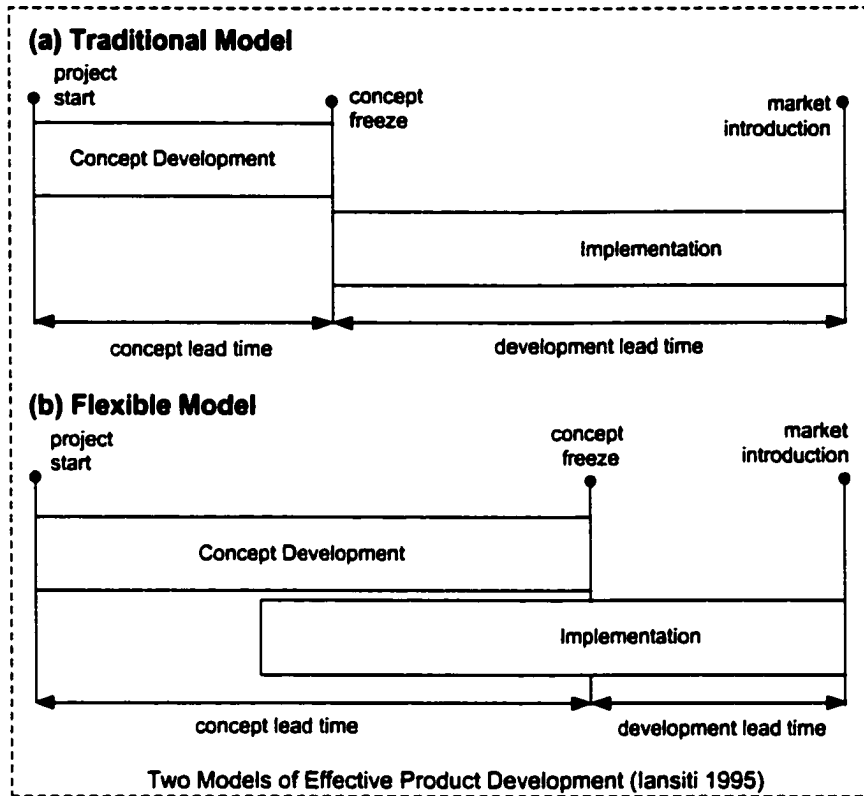 (a) Traditional Model
project
start
concept
freeze
market
introduction
Concept Development
Implementation
concept lead time
development lead time
(b) Flexible Model
project
start
concept
freeze
market
introduction
Concept Development
Implementation
concept lead time
development lead time
Two Models of Effective Product Development (Iansiti 1995)